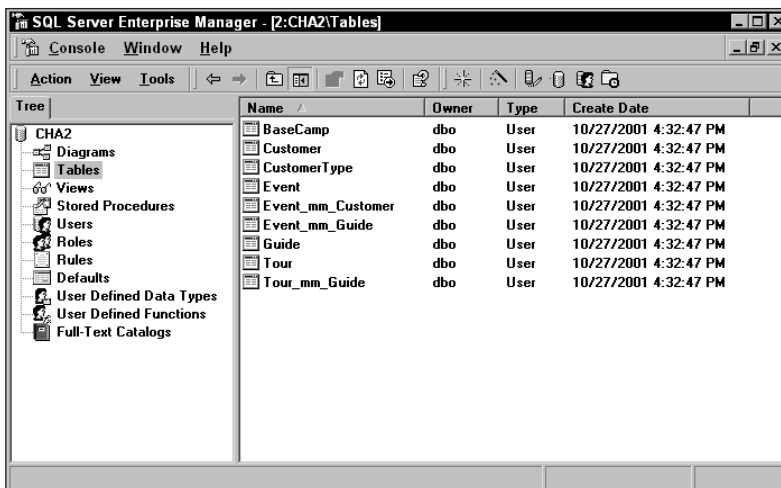 SQL Server Enterprise Manager - [2:CHA2\Tables]
Console Window Help
Action View Tools
Tree
CHA2
Diagrams
Tables
Views
Stored Procedures
Users
Roles
Rules
Defaults
User Defined Data Types
User Defined Functions
Full-Text Catalogs
Name Owner Type Create Date
BaseCamp dbo User 10/27/2001 4:32:47 PM
Customer dbo User 10/27/2001 4:32:47 PM
CustomerType dbo User 10/27/2001 4:32:47 PM
Event dbo User 10/27/2001 4:32:47 PM
Event_mm_Customer dbo User 10/27/2001 4:32:47 PM
Event_mm_Guide dbo User 10/27/2001 4:32:47 PM
Guide dbo User 10/27/2001 4:32:47 PM
Tour dbo User 10/27/2001 4:32:47 PM
Tour_mm_Guide dbo User 10/27/2001 4:32:47 PM